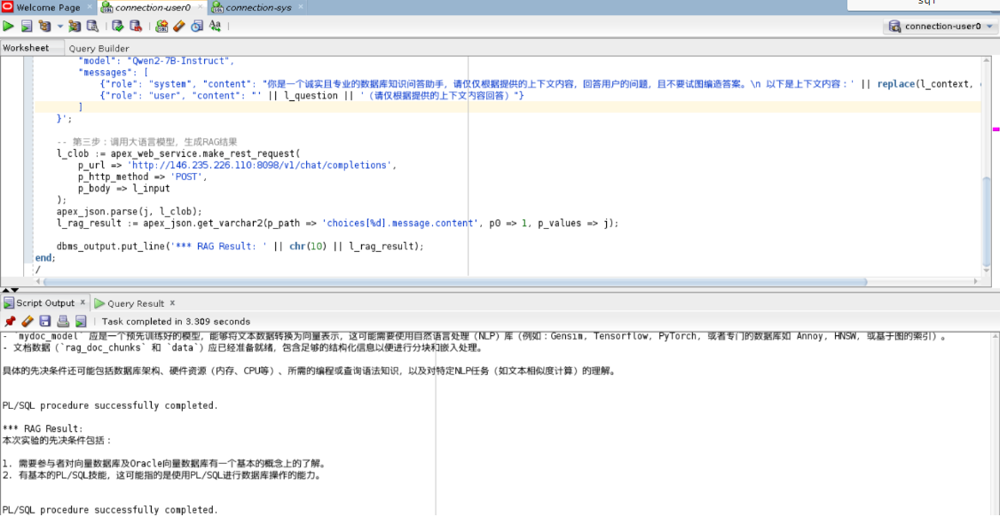 sql
Welcome Page
connection-user0
connection-sys
connection-user0
Worksheet
Query Builder
"model": "Qwen2-7B-Instruct",
"messages": [
{"role": "system", "content": "你是一个诚实且专业的数据库知识问答助手，请仅仅根据提供的上下文内容，回答用户的问题，且不要试图编造答案。\n 以下是上下文内容：' || replace(l_context,
{"role": "user", "content": "' || l_question || '（请仅根据提供的上下文内容回答）"}
]
}';
-- 第三步：调用大语言模型，生成RAG结果
l_clob := apex_web_service.make_rest_request(
p_url => 'http://146.235.226.110:8098/v1/chat/completions',
p_http_method => 'POST',
p_body => l_input
);
apex_json.parse(j, l_clob);
l_rag_result := apex_json.get_varchar2(p_path => 'choices[%d].message.content', p0 => 1, p_values => j);
dbms_output.put_line('*** RAG Result: ' || chr(10) || l_rag_result);
end;
/
Script Output
Query Result
Task completed in 3.309 seconds
- `mydoc_model` 应是一个预先训练好的模型，能够将文本数据转换为向量表示，这可能需要使用自然语言处理（NLP）库（例如：Gensim, Tensorflow, PyTorch, 或者专门的数据库如 Annoy, HNSW, 或基于图的索引）。
- 文档数据（`rag_doc_chunks` 和 `data`）应已经准备就绪，包含足够的结构化信息以便进行分块和嵌入处理。
具体的先决条件还可能包括数据库架构、硬件资源（内存、CPU等）、所需的编程或查询语法知识，以及对特定NLP任务（如文本相似度计算）的理解。
PL/SQL procedure successfully completed.
*** RAG Result:
本次实验的先决条件包括：
1. 需要参与者对向量数据库及Oracle向量数据库有一个基本的概念上的了解。
2. 有基本的PL/SQL技能，这可能指的是使用PL/SQL进行数据库操作的能力。
PL/SQL procedure successfully completed.